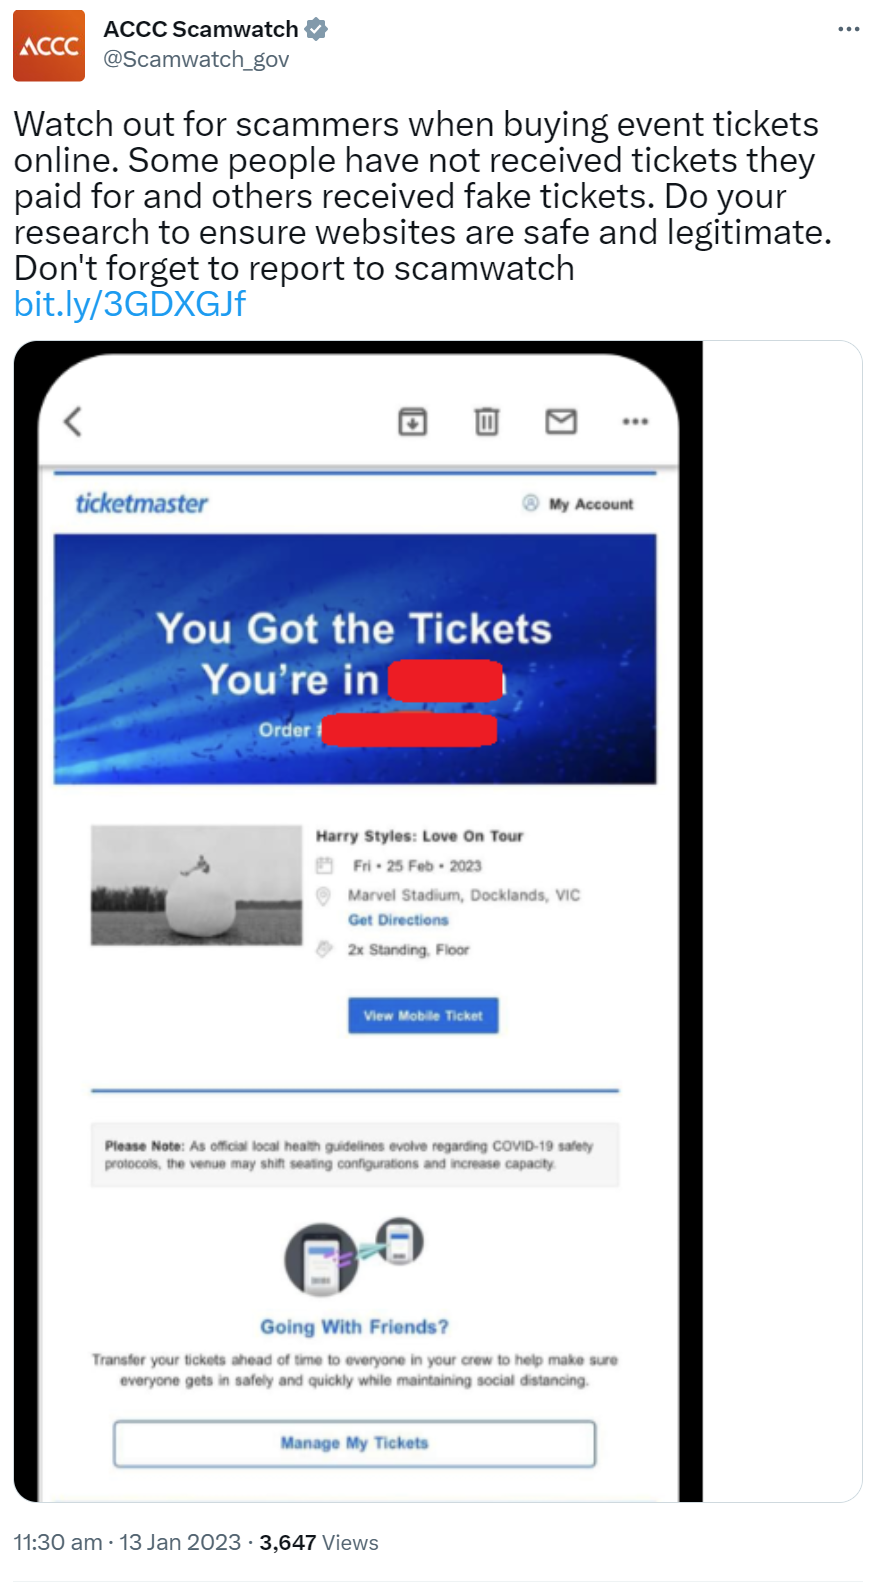 ACCC
ACCC Scamwatch
@Scamwatch_gov
Watch out for scammers when buying event tickets
online. Some people have not received tickets they
paid for and others received fake tickets. Do your
research to ensure websites are safe and legitimate.
Don't forget to report to scamwatch
bit.ly/3GDXGJf
ticketmaster
My Account
You Got the Tickets
You're in
Order #
Harry Styles: Love On Tour
Fri • 25 Feb • 2023
Marvel Stadium, Docklands, VIC
Get Directions
2x Standing, Floor
View Mobile Ticket
Please Note: As official local health guidelines evolve regarding COVID-19 safety
protocols, the venue may shift seating configurations and increase capacity.
Going With Friends?
Transfer your tickets ahead of time to everyone in your crew to help make sure
everyone gets in safely and quickly while maintaining social distancing.
Manage My Tickets
11:30 am · 13 Jan 2023 · 3,647 Views